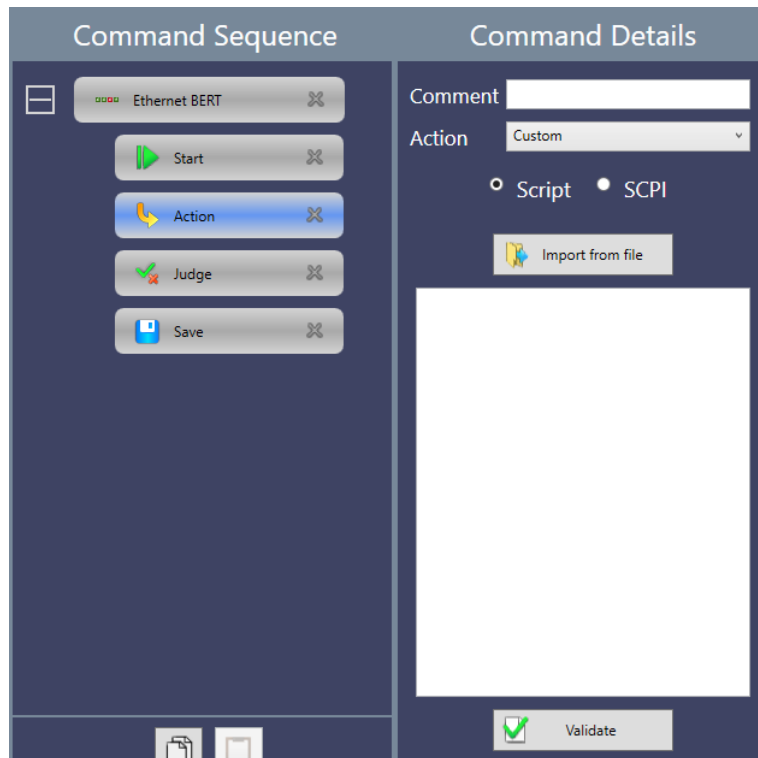 Command Sequence
Ethernet BERT
Start
Action
Judge
Save
Command Details
Comment
Action Custom
Script SCPI
Import from file
Validate